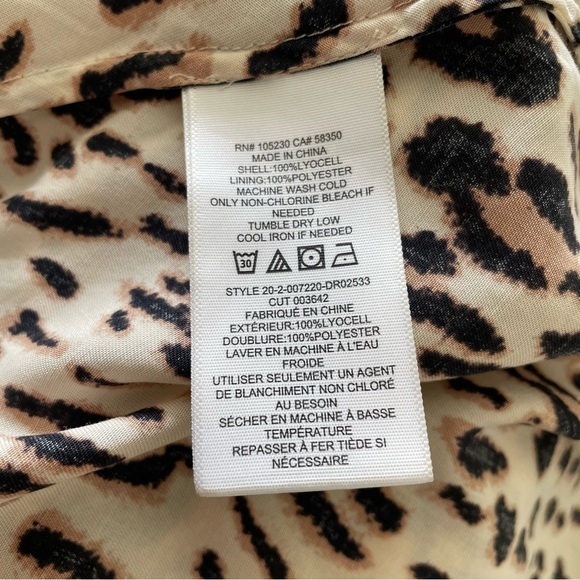 RN# 105230 CA# 58350
MADE IN CHINA
SHELL:100%LYOCELL
LINING:100%POLYESTER
MACHINE WASH COLD
ONLY NON-CHLORINE BLEACH IF
NEEDED
TUMBLE DRY LOW
COOL IRON IF NEEDED
30
STYLE 20-2-007220-DR02533
CUT 003642
FABRIQUÉ EN CHINE
EXTÉRIEUR:100%LYOCELL
DOUBLURE:100%POLYESTER
LAVER EN MACHINE À L'EAU
FROIDE
UTILISER SEULEMENT UN AGENT
DE BLANCHIMENT NON CHLORÉ
AU BESOIN
SÉCHER EN MACHINE À BASSE
TEMPÉRATURE
REPASSER À FER TIÈDE SI
NÉCESSAIRE